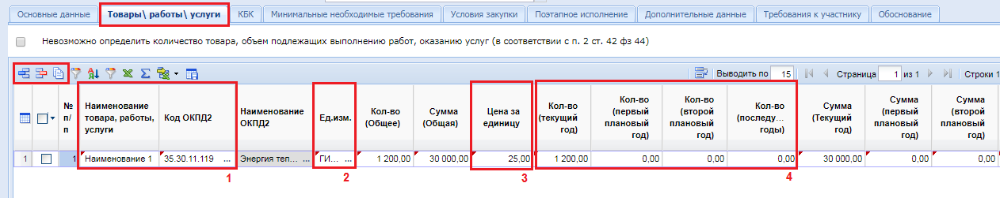 Основные данные Товары\ работы\ услуги КБК Минимальные необходимые требования Условия закупки Поэтапное исполнение Дополнительные данные Требования к участнику Обоснование
Невозможно определить количество товара, объем подлежащих выполнению работ, оказанию услуг (в соответствии с п. 2 ст. 42 фз 44)
Выводить по 15 Страница 1 из 1 Строки 1
№ п/п
Наименование товара, работы, услуги
Код ОКПД2
Наименование ОКПД2
Ед.изм.
Кол-во (Общее)
Сумма (Общая)
Цена за единицу
Кол-во (текущий год)
Кол-во (первый плановый год)
Кол-во (второй плановый год)
Кол-во (последу... годы)
Сумма (Текущий год)
Сумма (первый плановый год)
Сумма (второй плановый год)
1 1 Наименование 1 35.30.11.119 ... Энергия теп... ... ГИ... ... 1 200,00 30 000,00 25,00 1 200,00 0,00 0,00 0,00 30 000,00 0,00 0,00
1 2 3 4